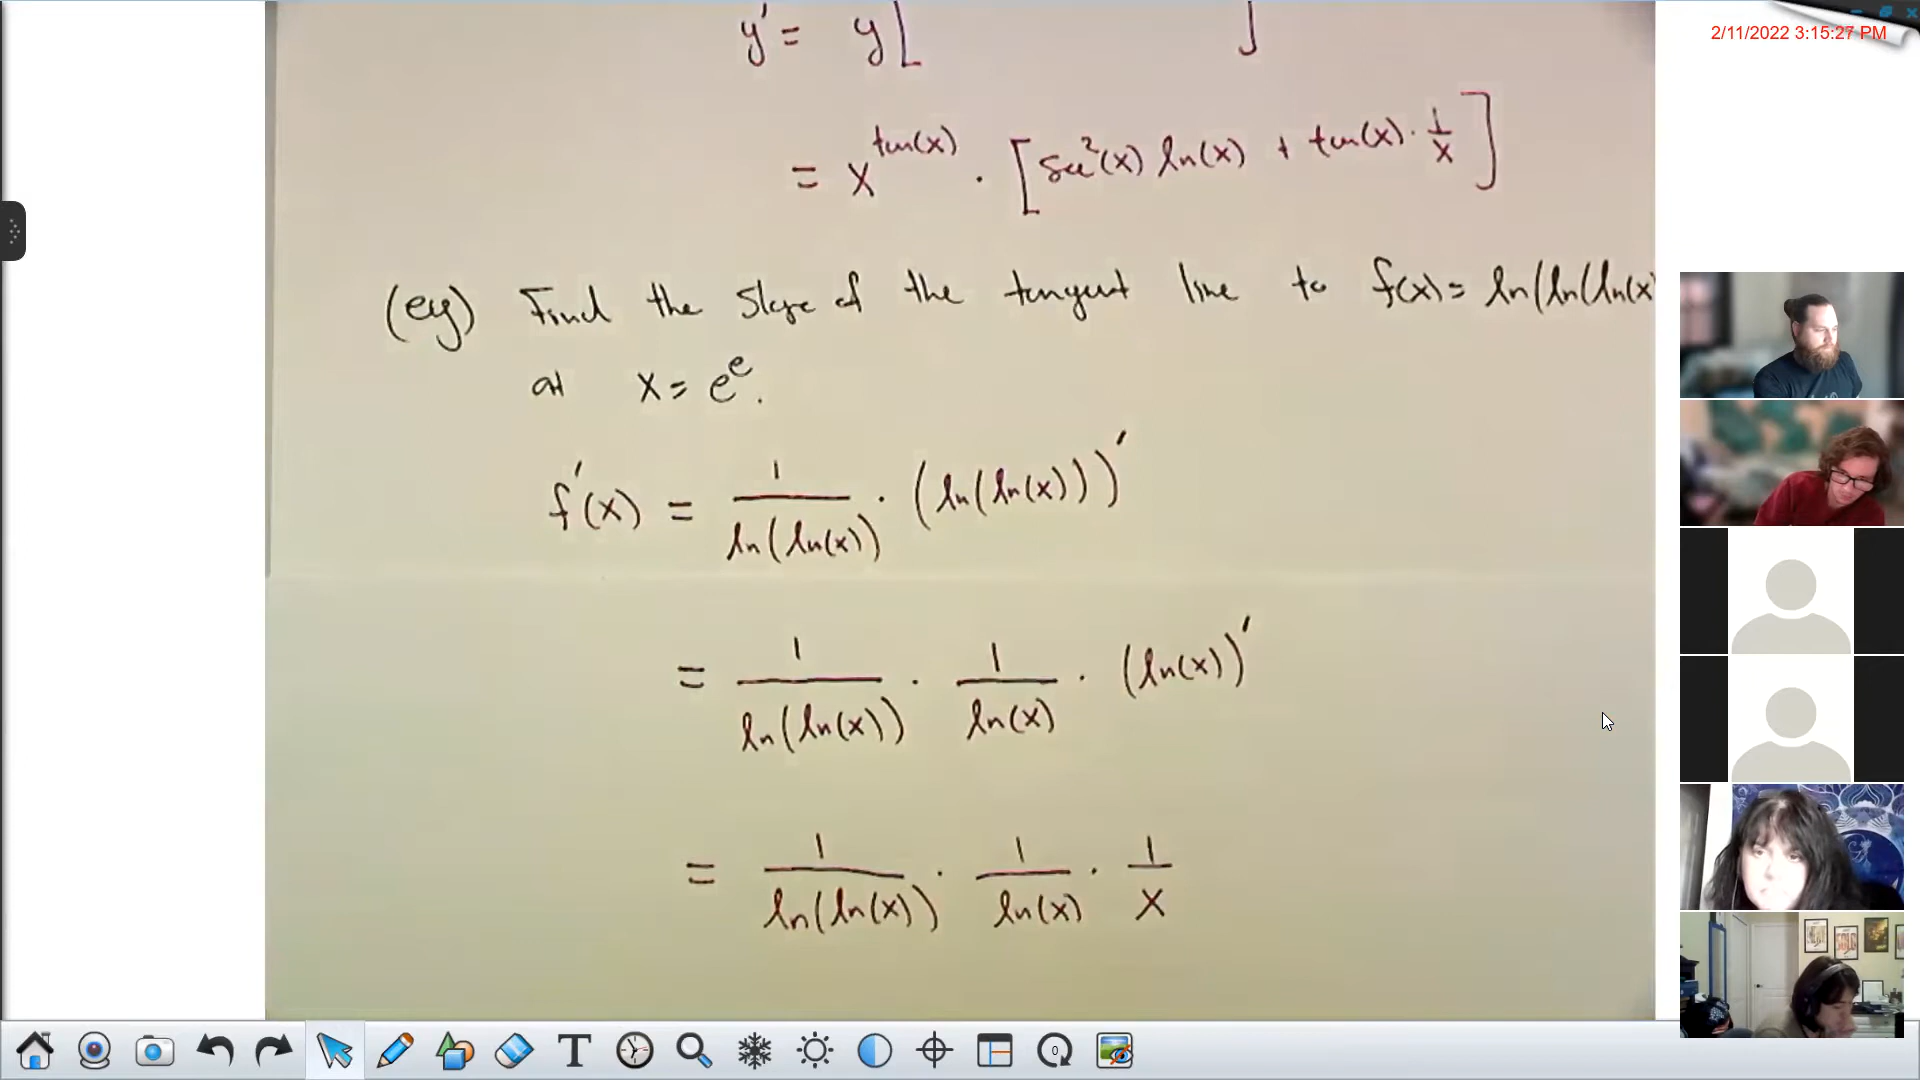 2/11/2022 3:15:27 PM
y' = y[ ]
= x^tan(x) · [sec²(x) ln(x) + tan(x) · 1/x]
(eg) Find the slope of the tangent line to f(x) = ln(ln(ln(x)
at x = e^e.
f'(x) = 1/ln(ln(x)) · (ln(ln(x)))'
= 1/ln(ln(x)) · 1/ln(x) · (ln(x))'
= 1/ln(ln(x)) · 1/ln(x) · 1/x
T
0